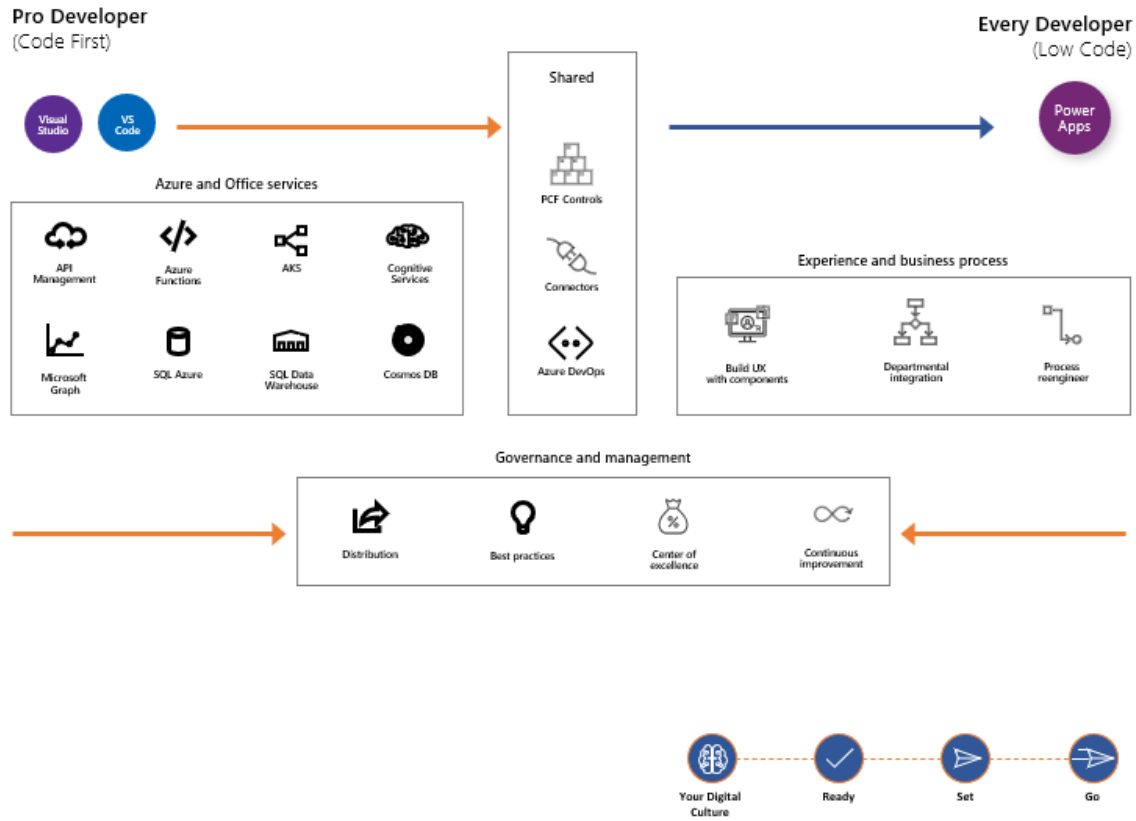 Pro Developer
(Code First)
Every Developer
(Low Code)
Shared
Visual
Studio
VS
Code
Power
Apps
Azure and Office services
API
Management
Azure
Functions
AKS
Cognitive
Services
Microsoft
Graph
SQL Azure
SQL Data
Warehouse
Cosmos DB
PCF Controls
Connectors
Azure DevOps
Experience and business process
Build UX
with components
Departmental
integration
Process
reengineer
Governance and management
Distribution
Best practices
%
Center of
excellence
Continuous
improvement
Your Digital
Culture
Ready
Set
Go